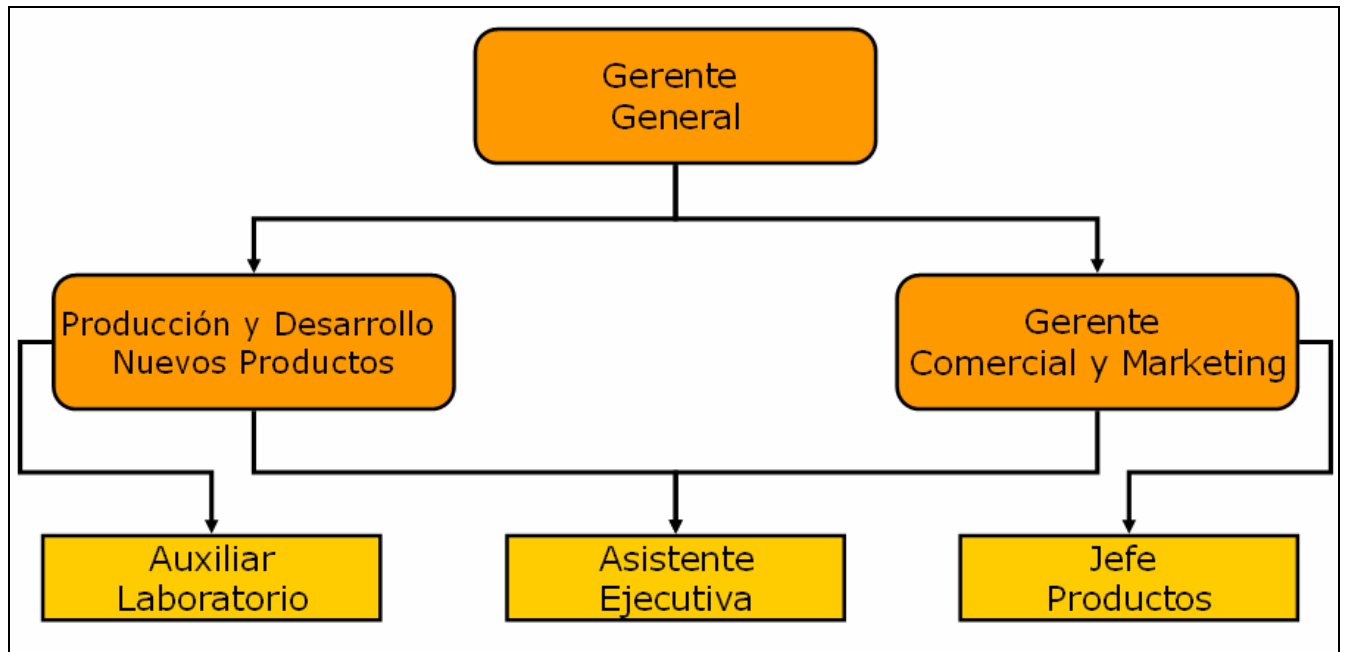 Gerente
General
Producción y Desarrollo
Nuevos Productos
Gerente
Comercial y Marketing
Auxiliar
Laboratorio
Asistente
Ejecutiva
Jefe
Productos